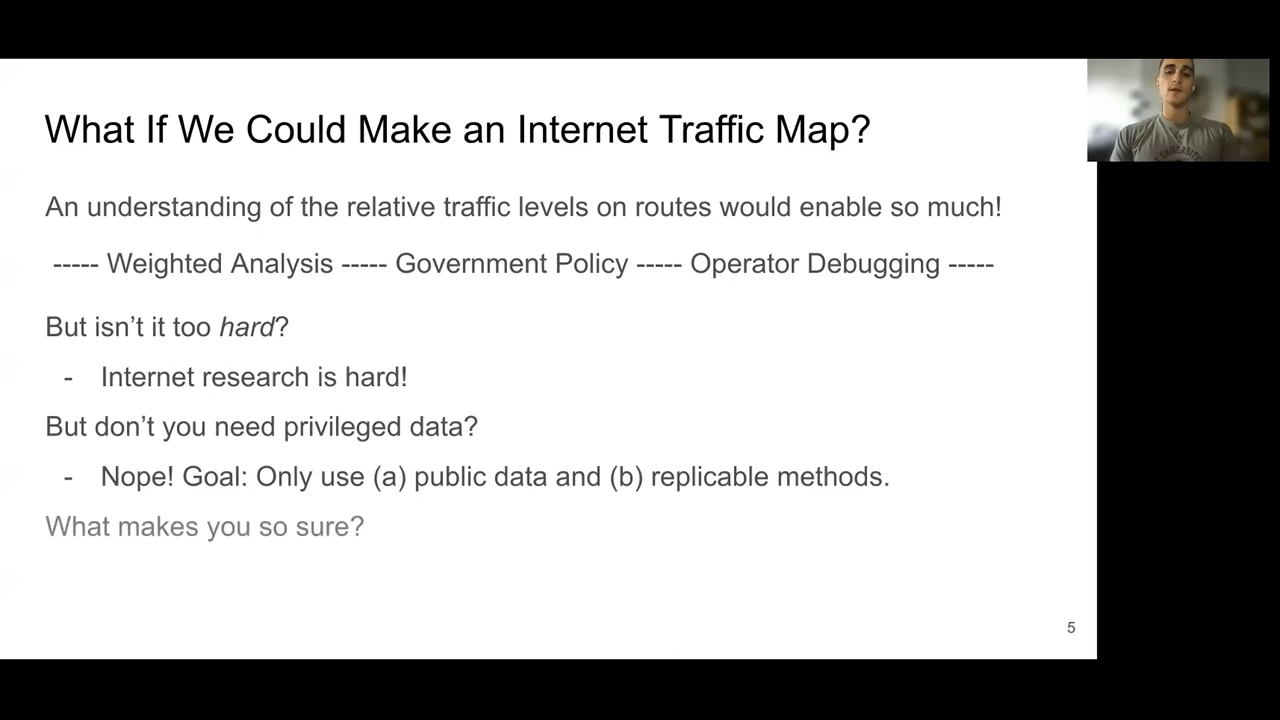 What If We Could Make an Internet Traffic Map?
An understanding of the relative traffic levels on routes would enable so much!
----- Weighted Analysis ----- Government Policy ----- Operator Debugging -----
But isn’t it too hard?
- Internet research is hard!
But don’t you need privileged data?
- Nope! Goal: Only use (a) public data and (b) replicable methods.
What makes you so sure?
5